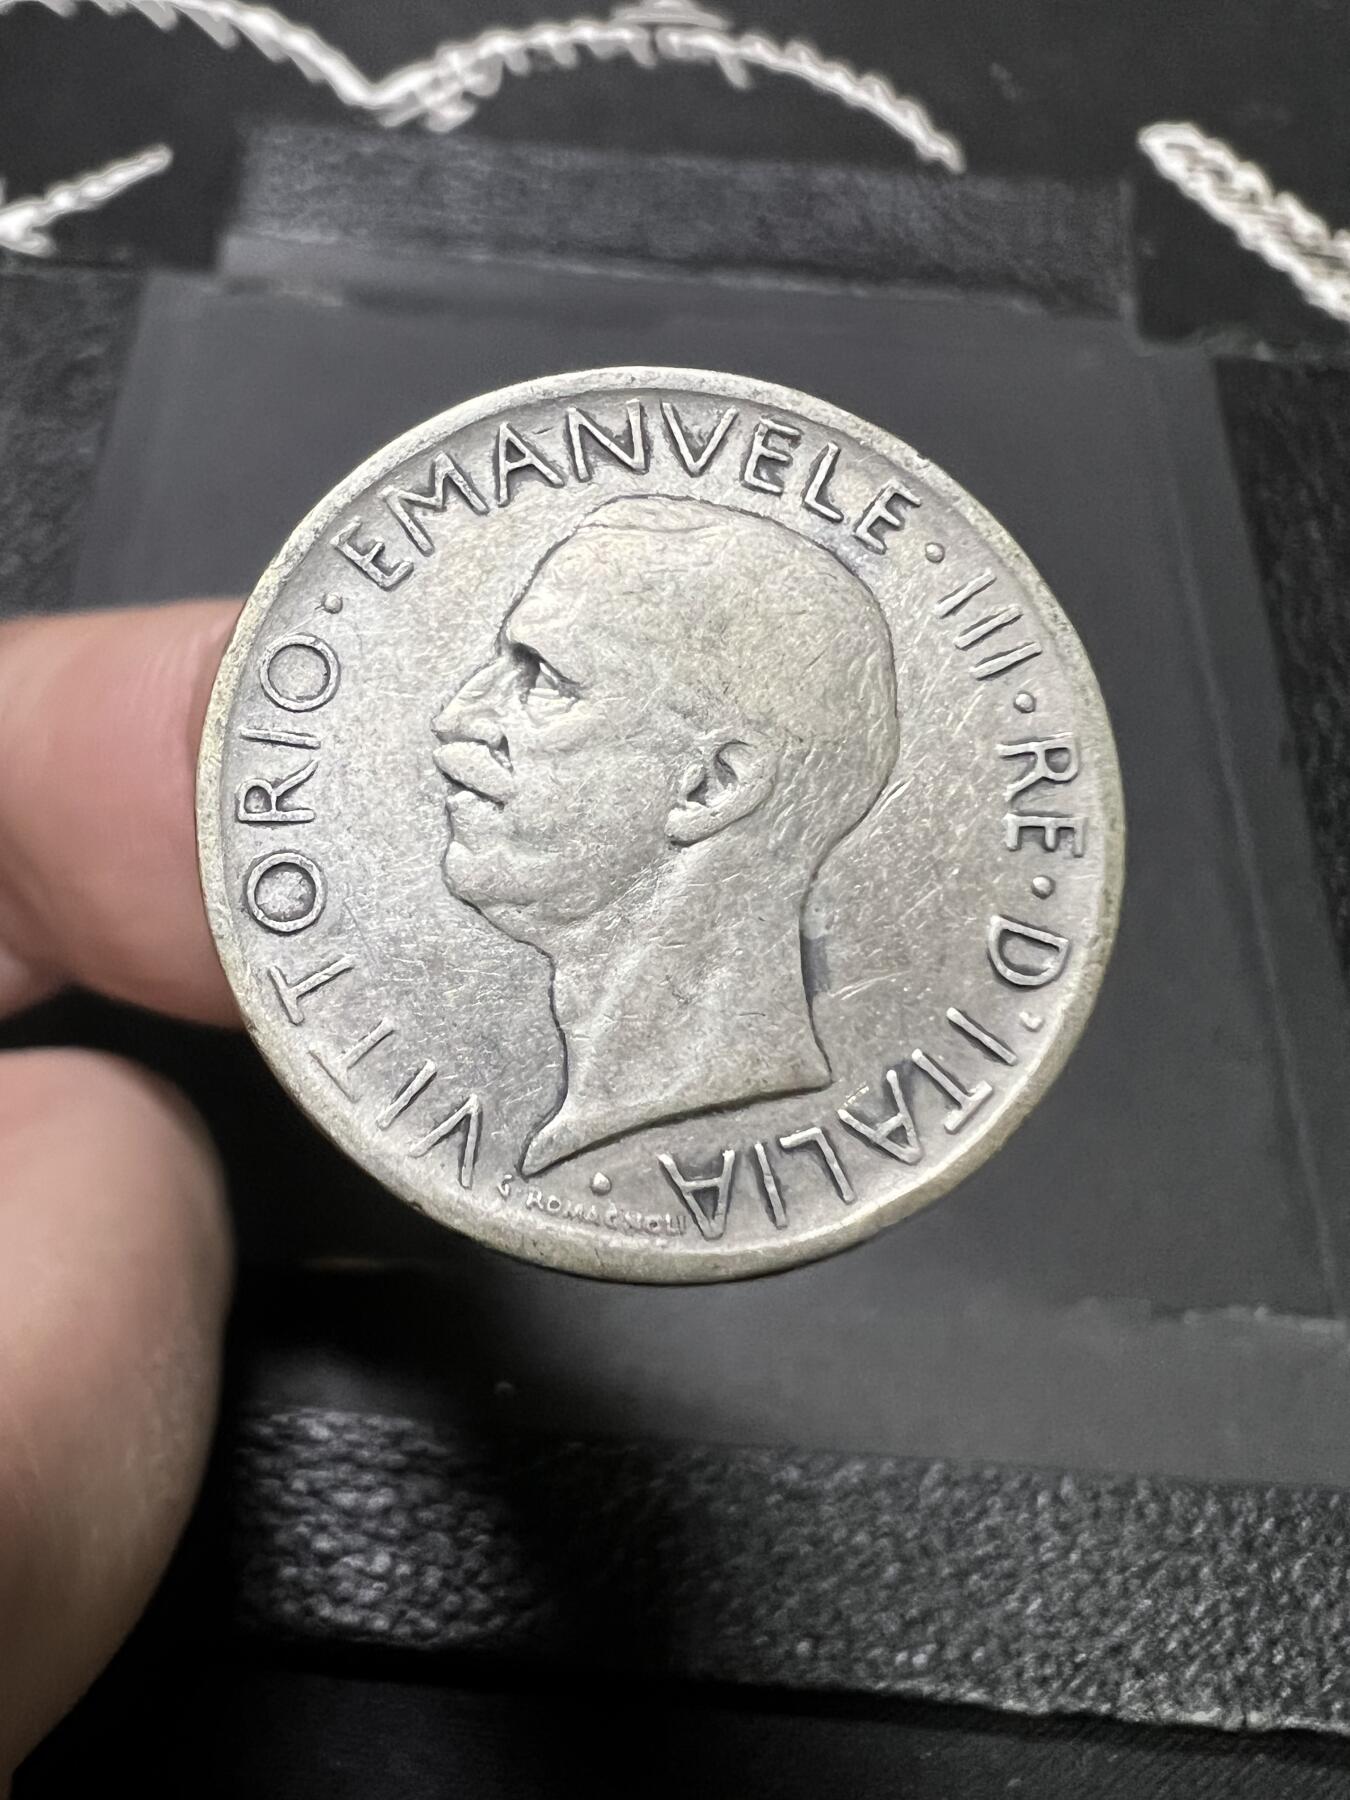 VITTORIO · EMANVELE · III · RE · D'ITALIA ·
G. ROMAGNOLI